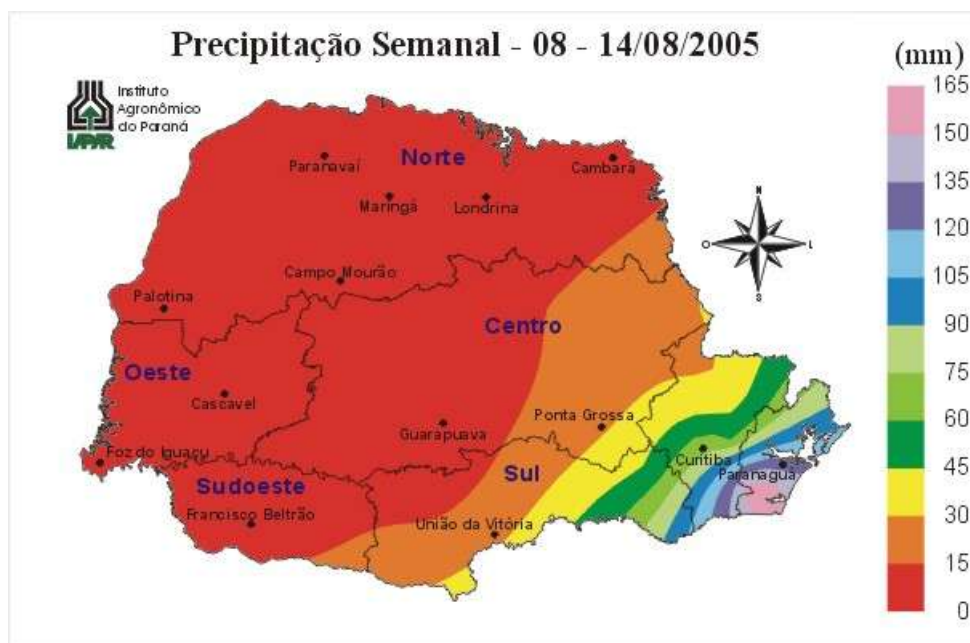 Precipitação Semanal - 08 - 14/08/2005
(mm)
Instituto
Agronômico
do Paraná
IAPAR
165
150
135
120
105
90
75
60
45
30
15
0
Norte
Paranavaí
Cambará
Maringá
Londrina
N
O
L
S
Campo Mourão
Palotina
Centro
Oeste
Cascavel
Ponta Grossa
Guarapuava
Foz do Iguaçu
Curitiba
Paranaguá
Sul
Sudoeste
Francisco Beltrão
União da Vitória